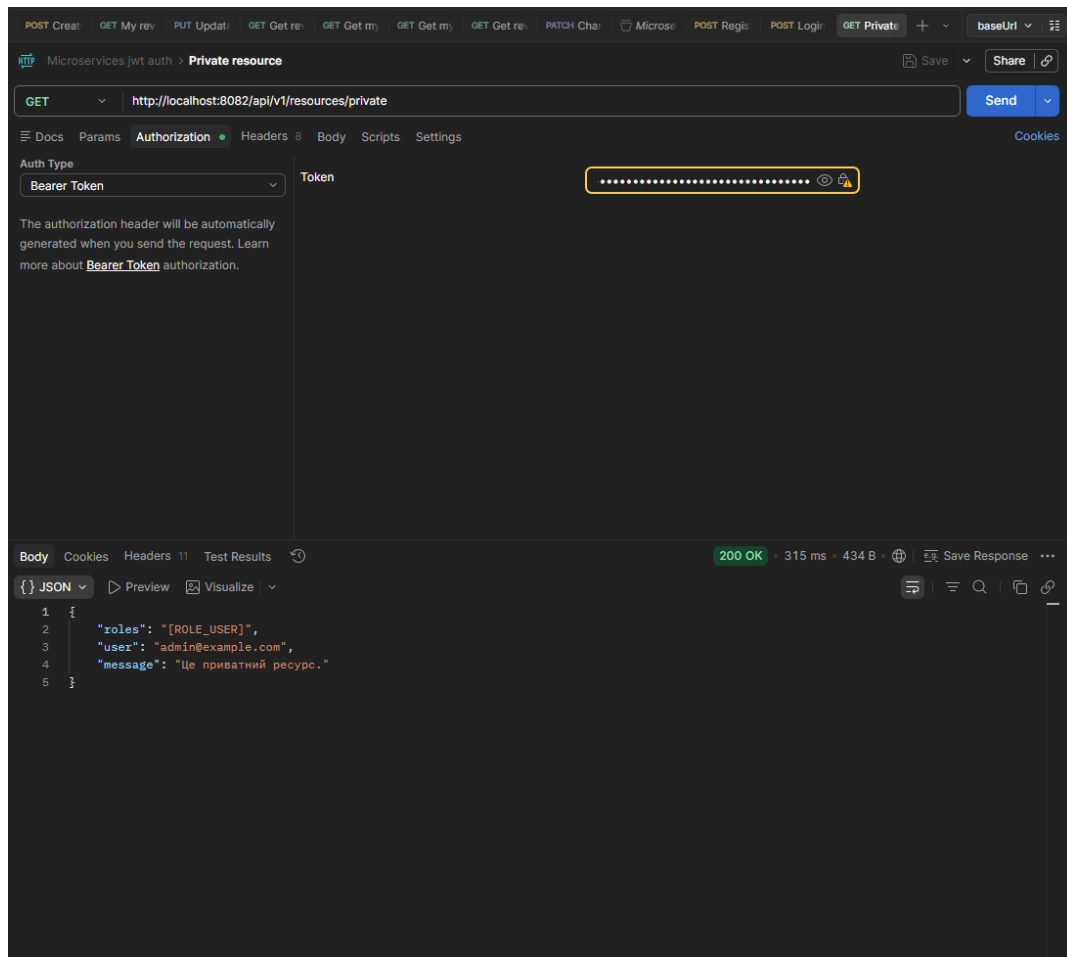 POST Creat GET My rev PUT Update GET Get rev GET Get my GET Get my GET Get rev PATCH Char Microse POST Regis POST Login GET Private baseUrl
HTTP Microservices jwt auth > Private resource Save Share
GET http://localhost:8082/api/v1/resources/private Send
Docs Params Authorization Headers 8 Body Scripts Settings Cookies
Auth Type
Bearer Token
Token
The authorization header will be automatically
generated when you send the request. Learn
more about Bearer Token authorization.
Body Cookies Headers 11 Test Results 200 OK • 315 ms • 434 B • e.g. Save Response
{} JSON Preview Visualize
1 {
2 "roles": "[ROLE_USER]",
3 "user": "admin@example.com",
4 "message": "Це приватний ресурс."
5 }